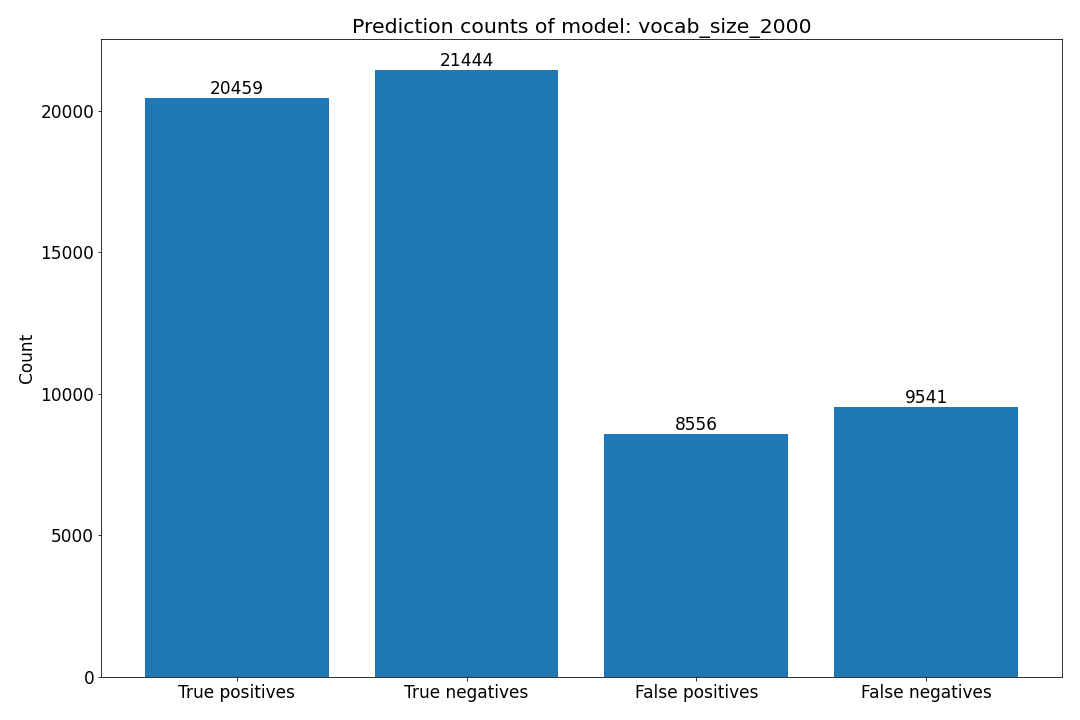 Prediction counts of model: vocab_size_2000
21444
20459
20000
15000
Count
10000
9541
8556
5000
0
True positives
True negatives
False positives
False negatives